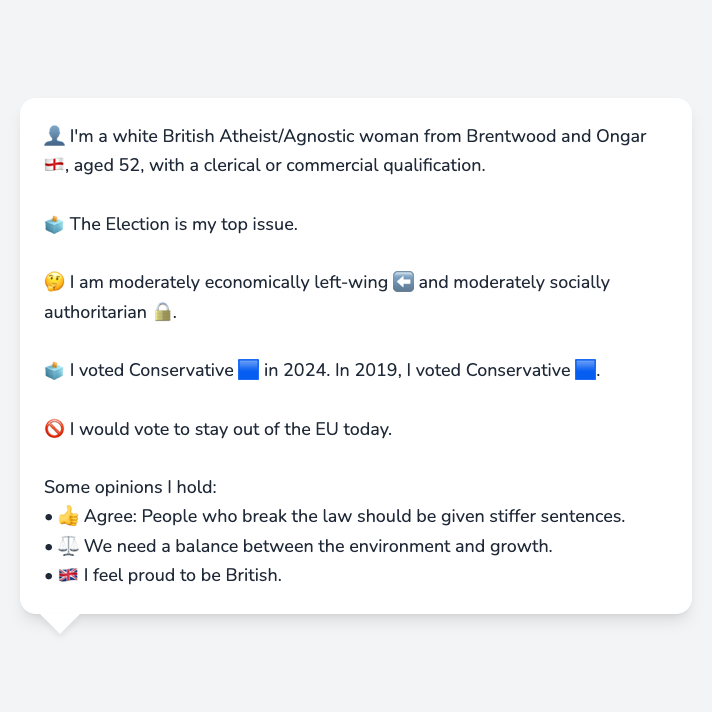 👤 I'm a white British Atheist/Agnostic woman from Brentwood and Ongar
🏴󠁧󠁢󠁥󠁮󠁧󠁿, aged 52, with a clerical or commercial qualification.
🗳️ The Election is my top issue.
🤔 I am moderately economically left-wing ⬅️ and moderately socially
authoritarian 🔒.
🗳️ I voted Conservative 🟦 in 2024. In 2019, I voted Conservative 🟦.
🚫 I would vote to stay out of the EU today.
Some opinions I hold:
• 👍 Agree: People who break the law should be given stiffer sentences.
• ⚖️ We need a balance between the environment and growth.
• 🇬🇧 I feel proud to be British.